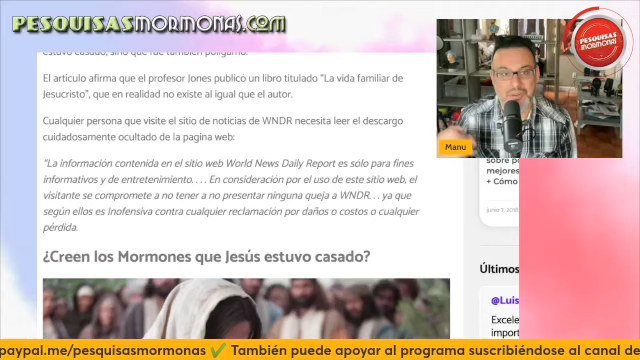 PESQUISASMORMONAS.COM
estuvo casado, sino que fue también polígamo.
El artículo afirma que el profesor Jones publicó un libro titulado "La vida familiar de
Jesucristo", que en realidad no existe al igual que el autor.
Cualquier persona que visite el sitio de noticias de WNDR necesita leer el descargo
cuidadosamente ocultado de la pagina web:
"La información contenida en el sitio web World News Daily Report es sólo para fines
informativos y de entretenimiento. . . . En consideración por el uso de este sitio web, el
visitante se compromete a no tener a no presentar ninguna queja a WNDR. . . ya que
según ellos es Inofensiva contra cualquier reclamación por daños o costos o cualquier
pérdida.
¿Creen los Mormones que Jesús estuvo casado?
PESQUISAS
MORMONAS
Manu
sobre po
mejores
+ Cómo
junio 7, 2018
Últimos
@Luis
Excele
import
paypal.me/pesquisasmormonas ✔ También puede apoyar al programa suscribiéndose al canal de